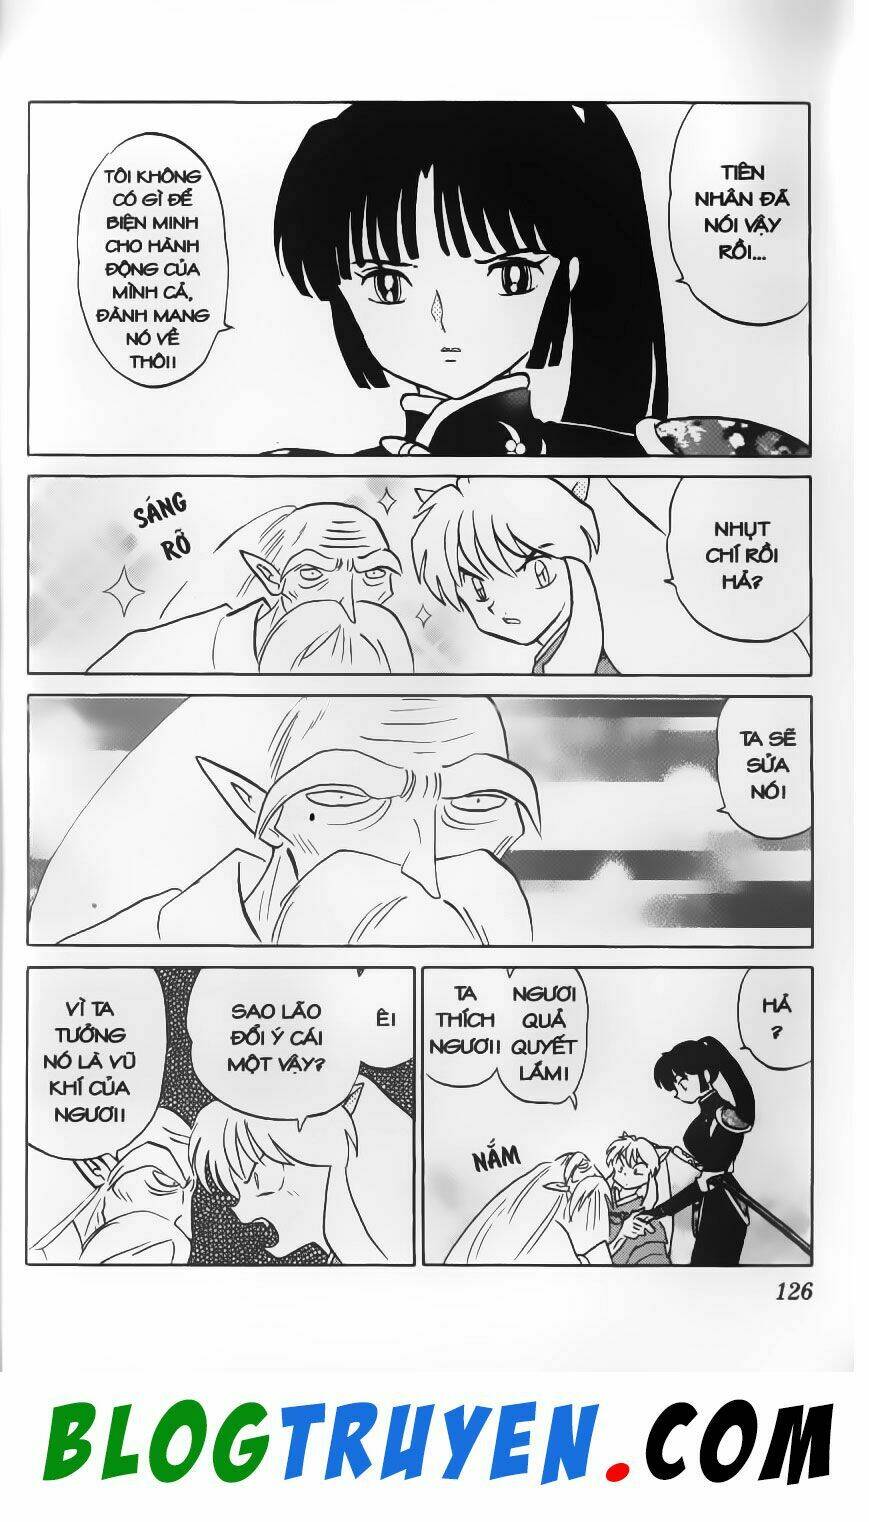 TIÊN
NHÂN ĐÃ
NÓI VẬY
RỒI...
TÔI KHÔNG
CÓ GÌ ĐỂ
BIỆN MINH
CHO HÀNH
ĐỘNG CỦA
MÌNH CẢ,
ĐÀNH MANG
NÓ VỀ
THÔI!
NHỤT
CHÍ RỒI
HẢ?
SÁNG
RÕ
TA SẼ
SỬA
NÓ!
HẢ
?
NGƯƠI
QUẢ
QUYẾT
LẮM!
TA
THÍCH
NGƯƠI!
NẮM
Ê!
SAO LÃO
ĐỔI Ý CÁI
MỘT VẬY?
VÌ TA
TƯỞNG
NÓ LÀ VŨ
KHÍ CỦA
NGƯƠI!
126
BLOGTRUYEN.COM